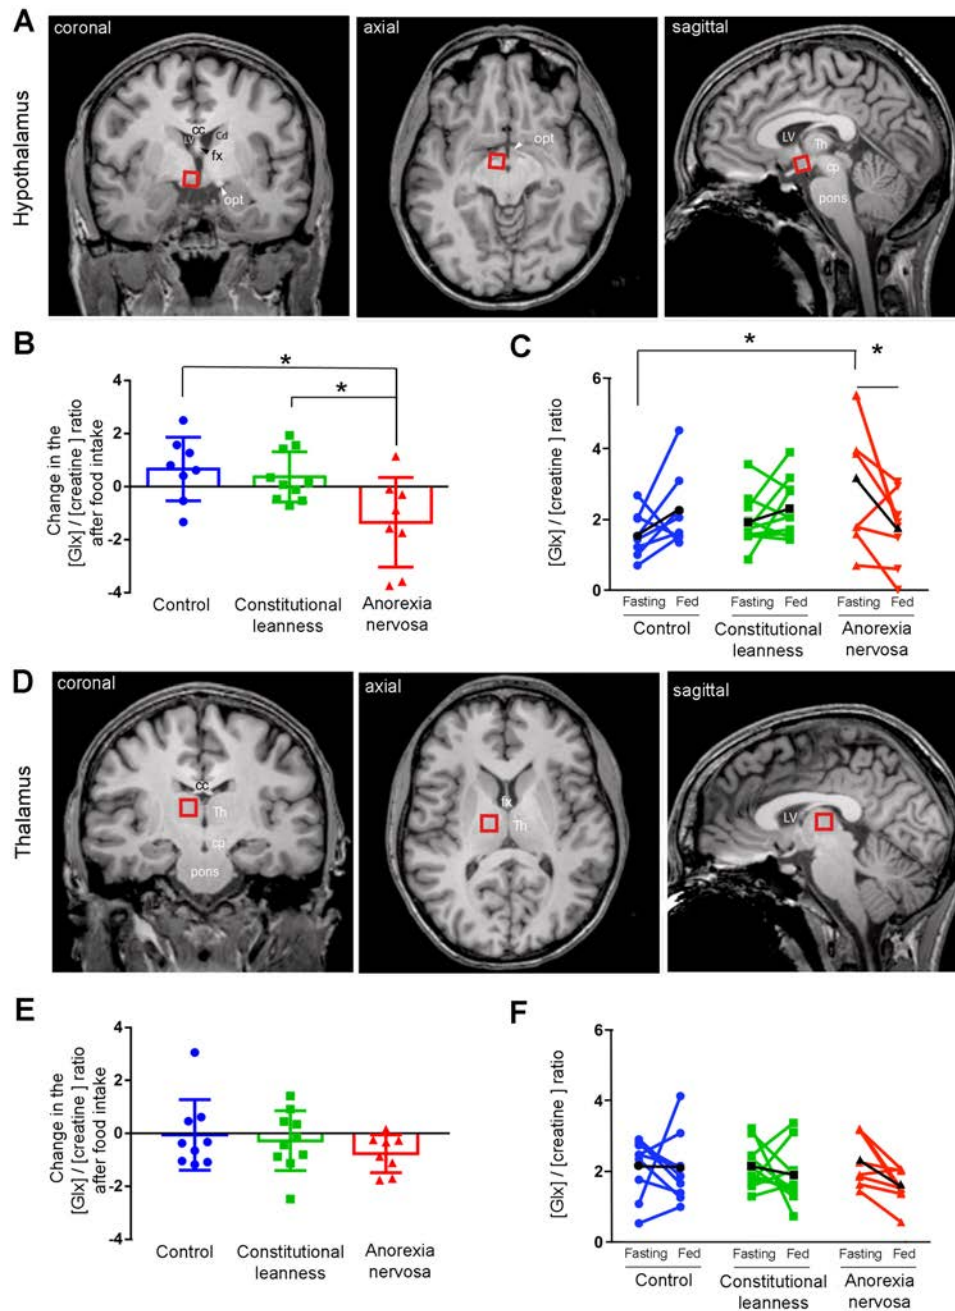 A
coronal
axial
sagittal
Hypothalamus
cc
LV
Cd
fx
opt
opt
LV
Th
cp
pons
B
Change in the
[Glx] / [creatine ] ratio
after food intake
4
2
0
-2
-4
*
*
Control
Constitutional
leanness
Anorexia
nervosa
C
[Glx] / [creatine ] ratio
6
4
2
0
*
*
Fasting Fed
Fasting Fed
Fasting Fed
Control
Constitutional
leanness
Anorexia
nervosa
D
coronal
axial
sagittal
Thalamus
cc
Th
cp
pons
fx
Th
LV
E
Change in the
[Glx] / [creatine ] ratio
after food intake
4
2
0
-2
-4
Control
Constitutional
leanness
Anorexia
nervosa
F
[Glx] / [creatine ] ratio
6
4
2
0
Fasting Fed
Fasting Fed
Fasting Fed
Control
Constitutional
leanness
Anorexia
nervosa